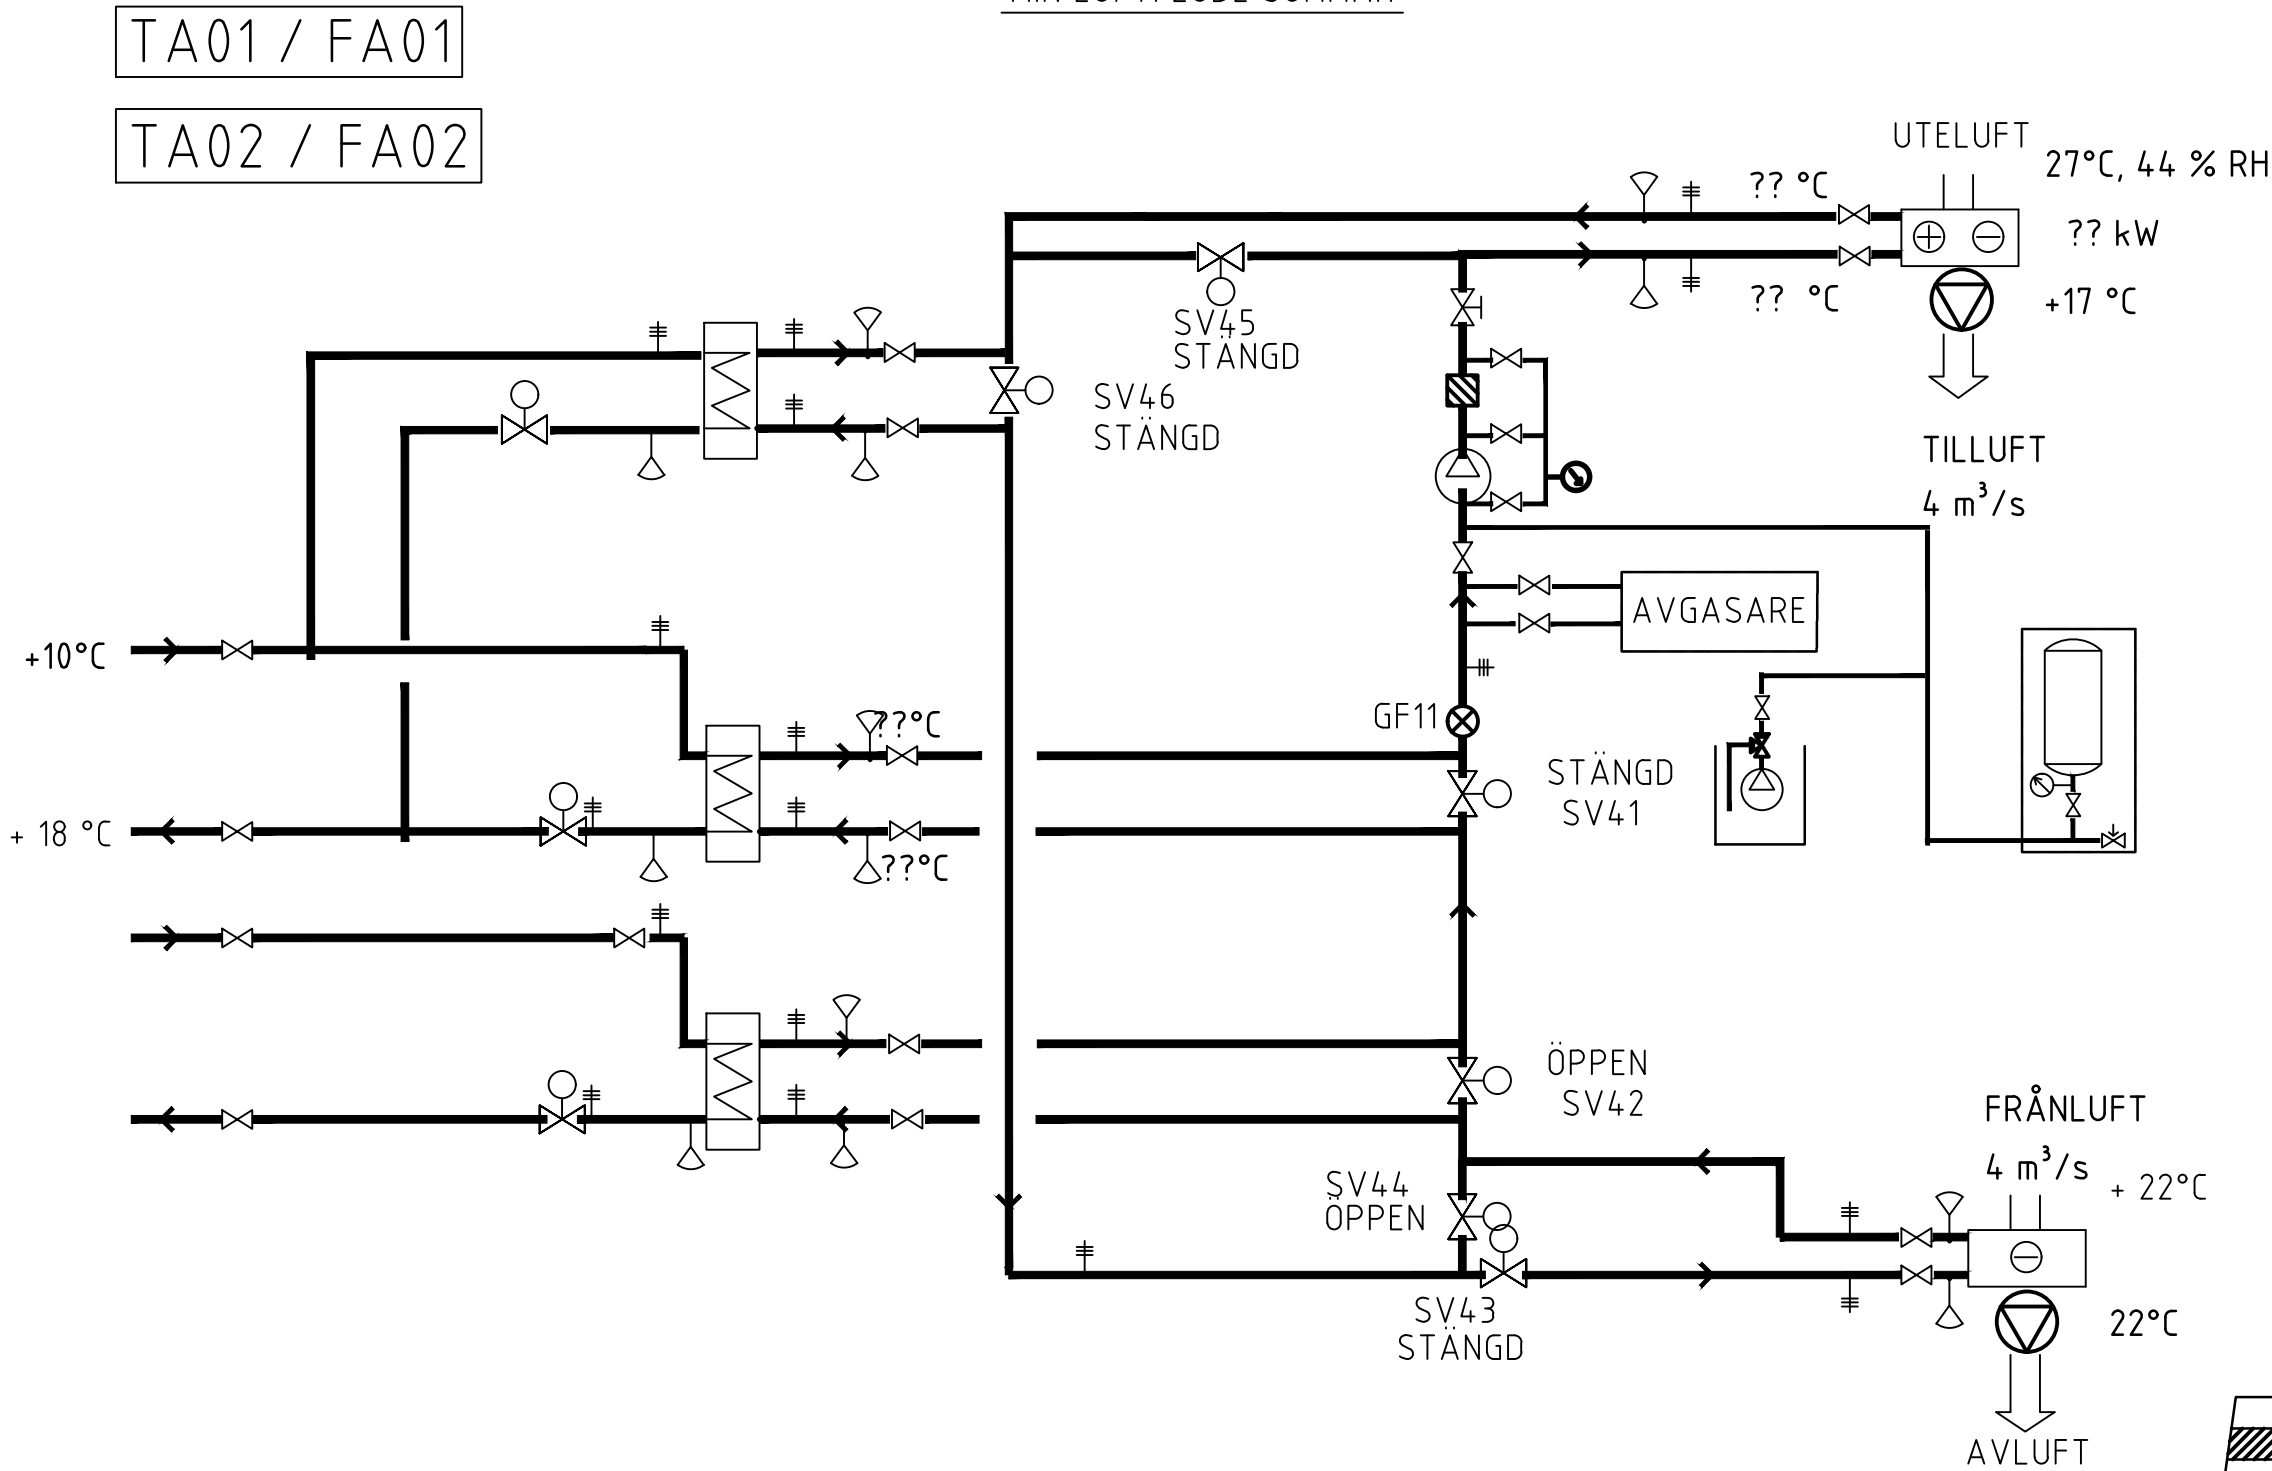 TA01 / FA01
TA02 / FA02
UTELUFT
27°C, 44 % RH
?? °C
?? kW
?? °C
+17 °C
SV45
STÄNGD
SV46
STÄNGD
TILLUFT
4 m³/s
AVGASARE
+10°C
??°C
GF11
STÄNGD
SV41
+ 18 °C
??°C
ÖPPEN
SV42
FRÅNLUFT
4 m³/s
+ 22°C
SV44
ÖPPEN
SV43
STÄNGD
22°C
AVLUFT